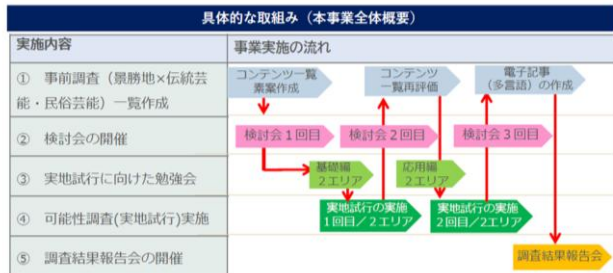 具体的な取組み（本事業全体概要）
実施内容
事業実施の流れ
① 事前調査（景勝地×伝統芸
能・民俗芸能）一覧作成
コンテンツ一覧
素案作成
コンテンツ
一覧再評価
電子記事
（多言語）の作成
② 検討会の開催
検討会１回目
検討会２回目
検討会３回目
③ 実地試行に向けた勉強会
基礎編
２エリア
応用編
２エリア
④ 可能性調査(実地試行)実施
実地試行の実施
1回目／２エリア
実地試行の実施
2回目/2エリア
⑤ 調査結果報告会の開催
調査結果報告会